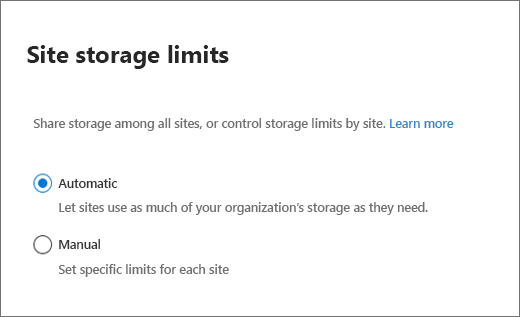 Site storage limits
Share storage among all sites, or control storage limits by site. Learn more
Automatic
Let sites use as much of your organization's storage as they need.
Manual
Set specific limits for each site